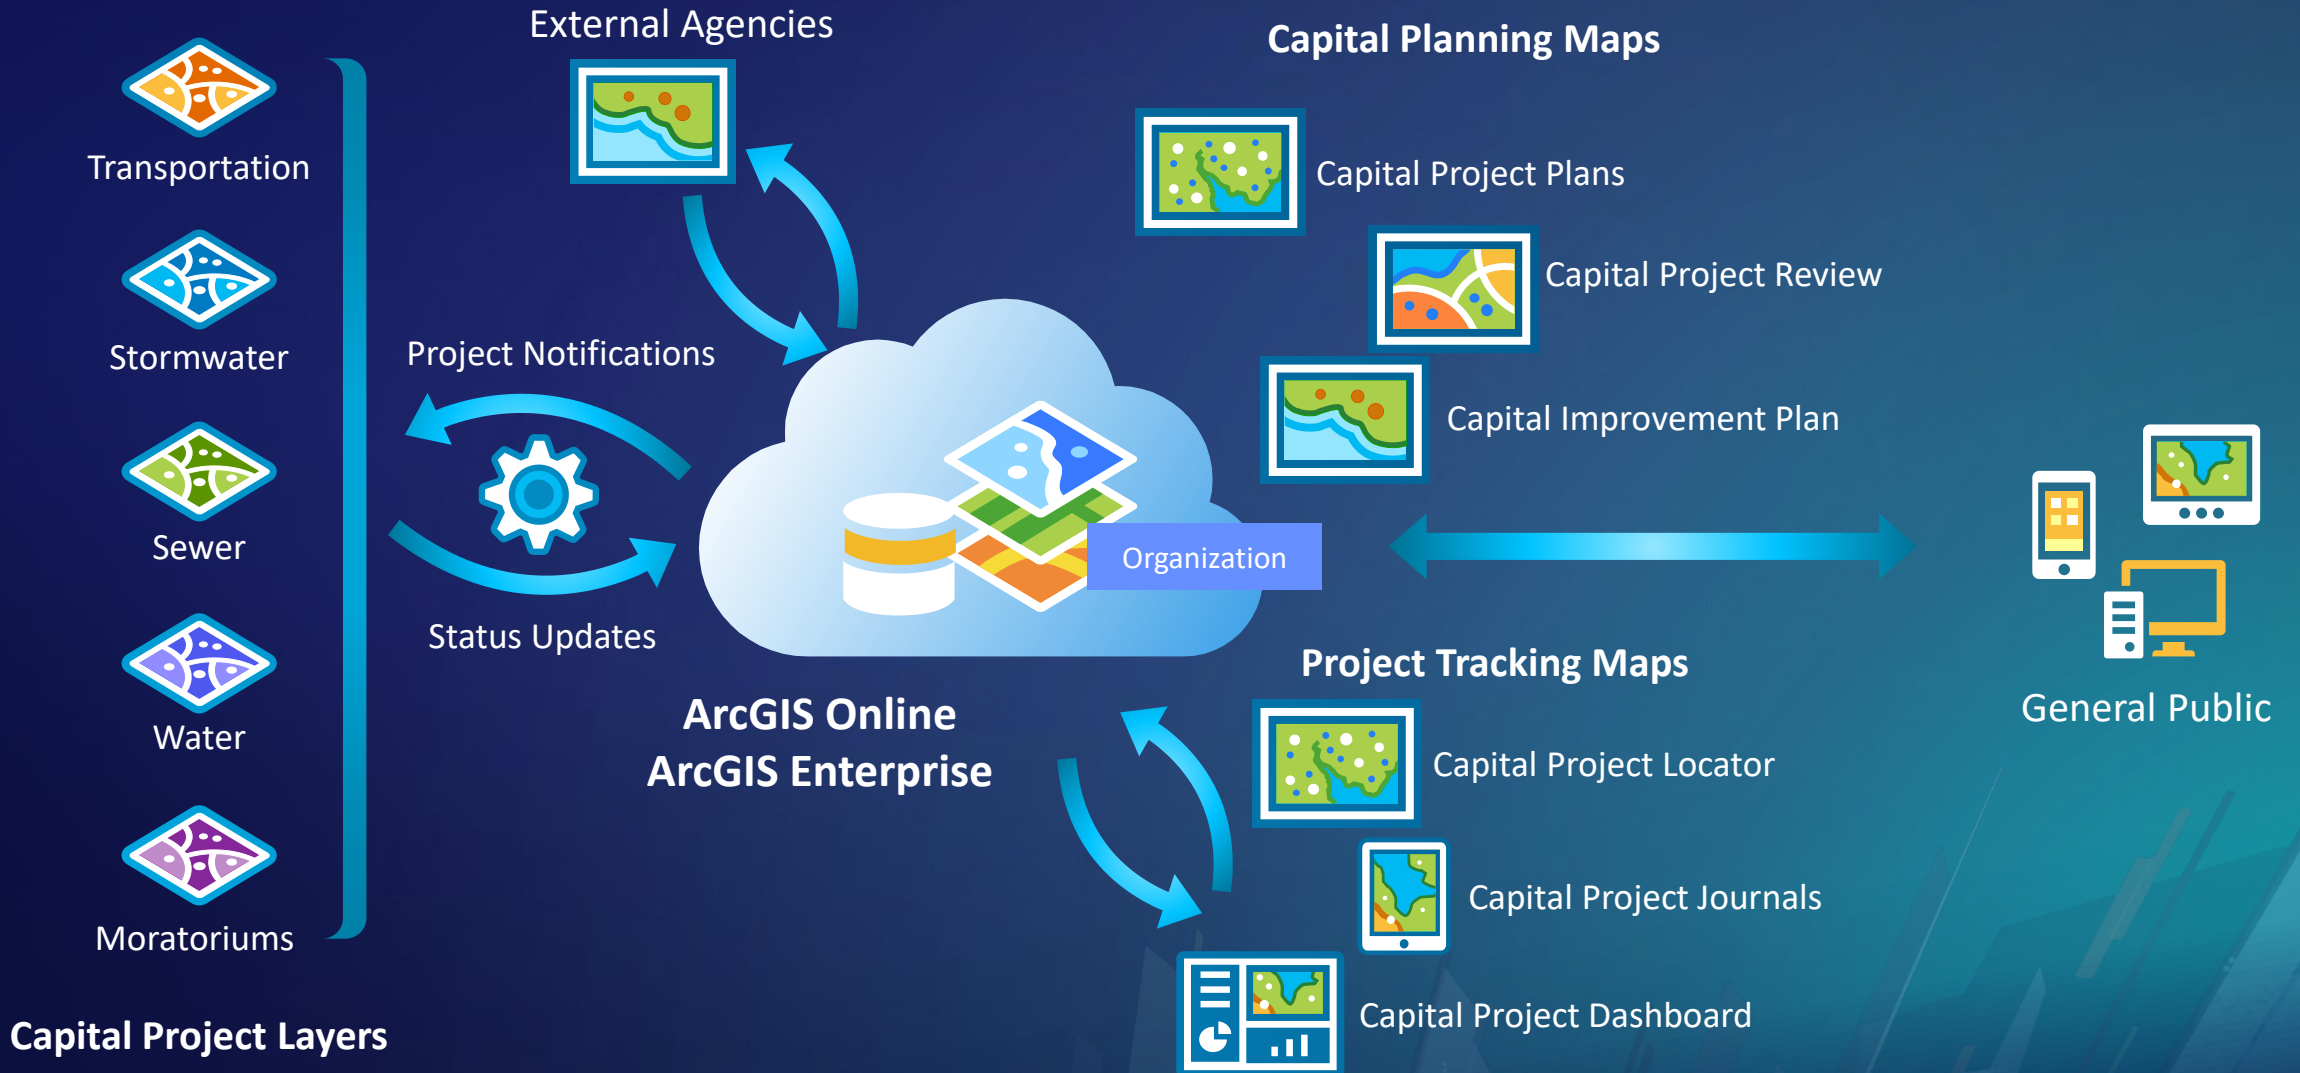 External Agencies
Capital Planning Maps
Transportation
Capital Project Plans
Capital Project Review
Stormwater
Project Notifications
Capital Improvement Plan
Sewer
Organization
Status Updates
Project Tracking Maps
ArcGIS Online
ArcGIS Enterprise
General Public
Water
Capital Project Locator
Capital Project Journals
Moratoriums
Capital Project Dashboard
Capital Project Layers